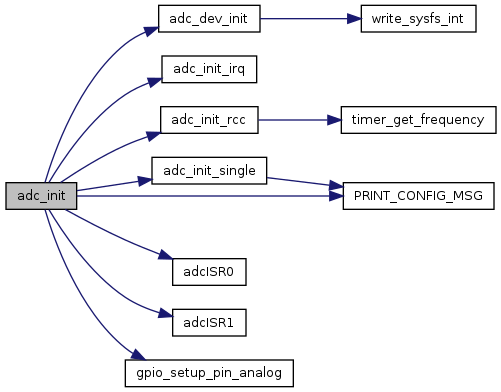 adc_dev_init
write_sysfs_int
adc_init_irq
adc_init_rcc
timer_get_frequency
adc_init_single
adc_init
PRINT_CONFIG_MSG
adcISR0
adcISR1
gpio_setup_pin_analog